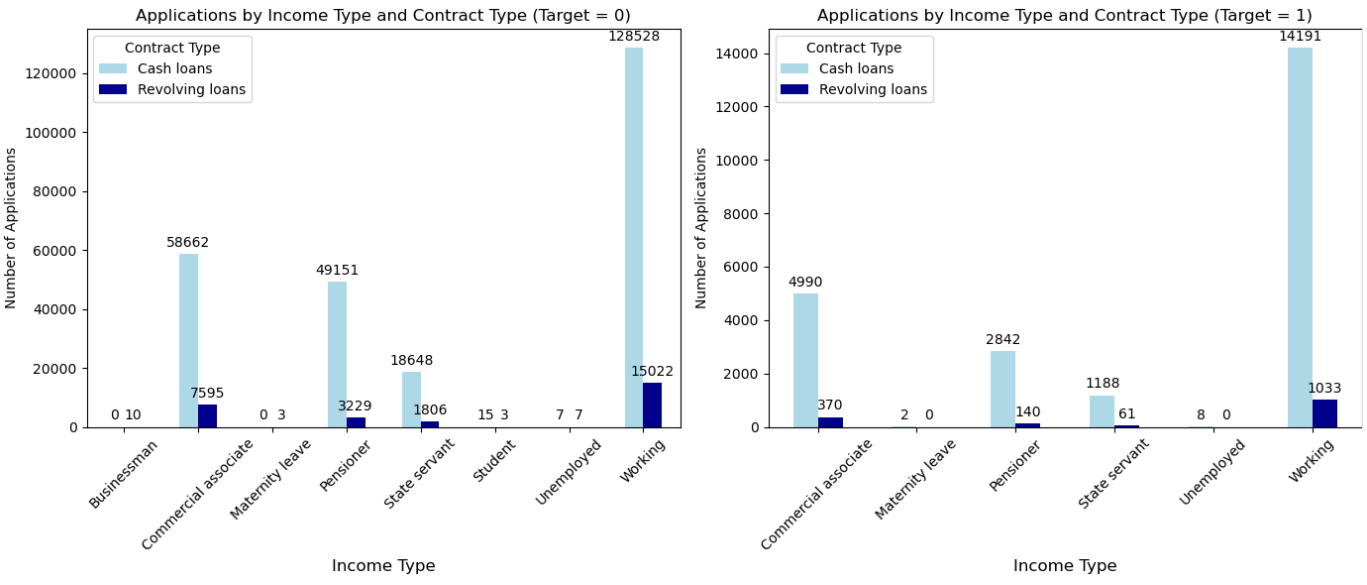 Applications by Income Type and Contract Type (Target = 0)
Number of Applications
120000
100000
80000
60000
40000
20000
0
Contract Type
Cash loans
Revolving loans
0 10
58662
7595
0 3
49151
3229
18648
1806
15 3
7 7
128528
15022
Businessman
Commercial associate
Maternity leave
Pensioner
State servant
Student
Unemployed
Working
Income Type
Applications by Income Type and Contract Type (Target = 1)
Number of Applications
14000
12000
10000
8000
6000
4000
2000
0
Contract Type
Cash loans
Revolving loans
4990
370
2 0
2842
140
1188
61
8 0
14191
1033
Commercial associate
Maternity leave
Pensioner
State servant
Unemployed
Working
Income Type